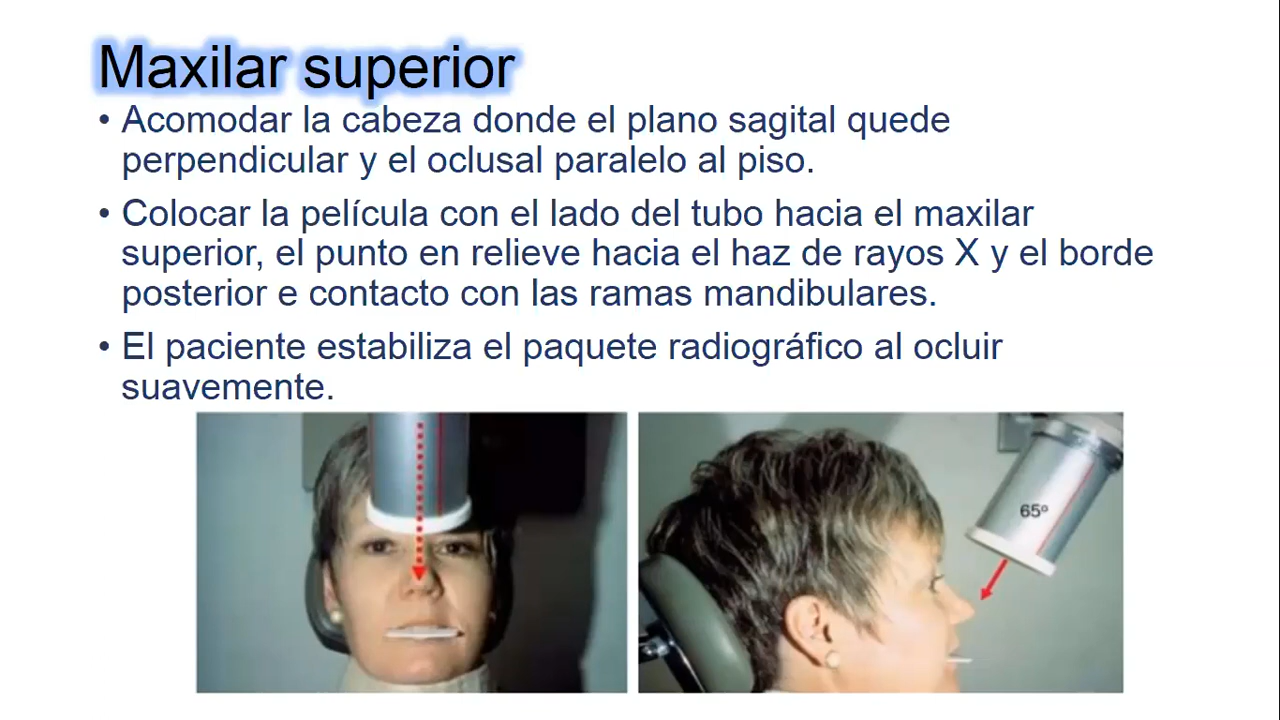 Maxilar superior
• Acomodar la cabeza donde el plano sagital quede
perpendicular y el oclusal paralelo al piso.
• Colocar la película con el lado del tubo hacia el maxilar
superior, el punto en relieve hacia el haz de rayos X y el borde
posterior e contacto con las ramas mandibulares.
• El paciente estabiliza el paquete radiográfico al ocluir
suavemente.
65º